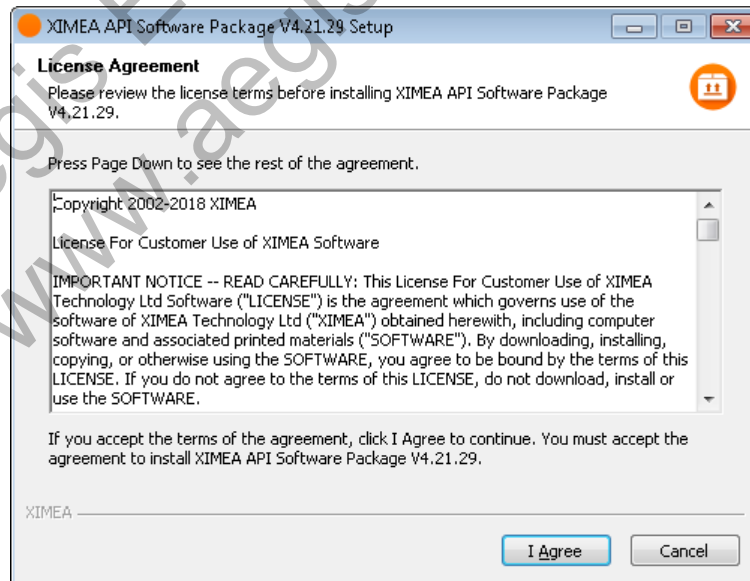 XIMEA API Software Package V4.21.29 Setup
License Agreement
Please review the license terms before installing XIMEA API Software Package
V4.21.29.
Press Page Down to see the rest of the agreement.
Copyright 2002-2018 XIMEA
License For Customer Use of XIMEA Software
IMPORTANT NOTICE -- READ CAREFULLY: This License For Customer Use of XIMEA
Technology Ltd Software ("LICENSE") is the agreement which governs use of the
software of XIMEA Technology Ltd ("XIMEA") obtained herewith, including computer
software and associated printed materials ("SOFTWARE"). By downloading, installing,
copying, or otherwise using the SOFTWARE, you agree to be bound by the terms of this
LICENSE. If you do not agree to the terms of this LICENSE, do not download, install or
use the SOFTWARE.
If you accept the terms of the agreement, click I Agree to continue. You must accept the
agreement to install XIMEA API Software Package V4.21.29.
XIMEA
I Agree
Cancel
www.aegis
egis E